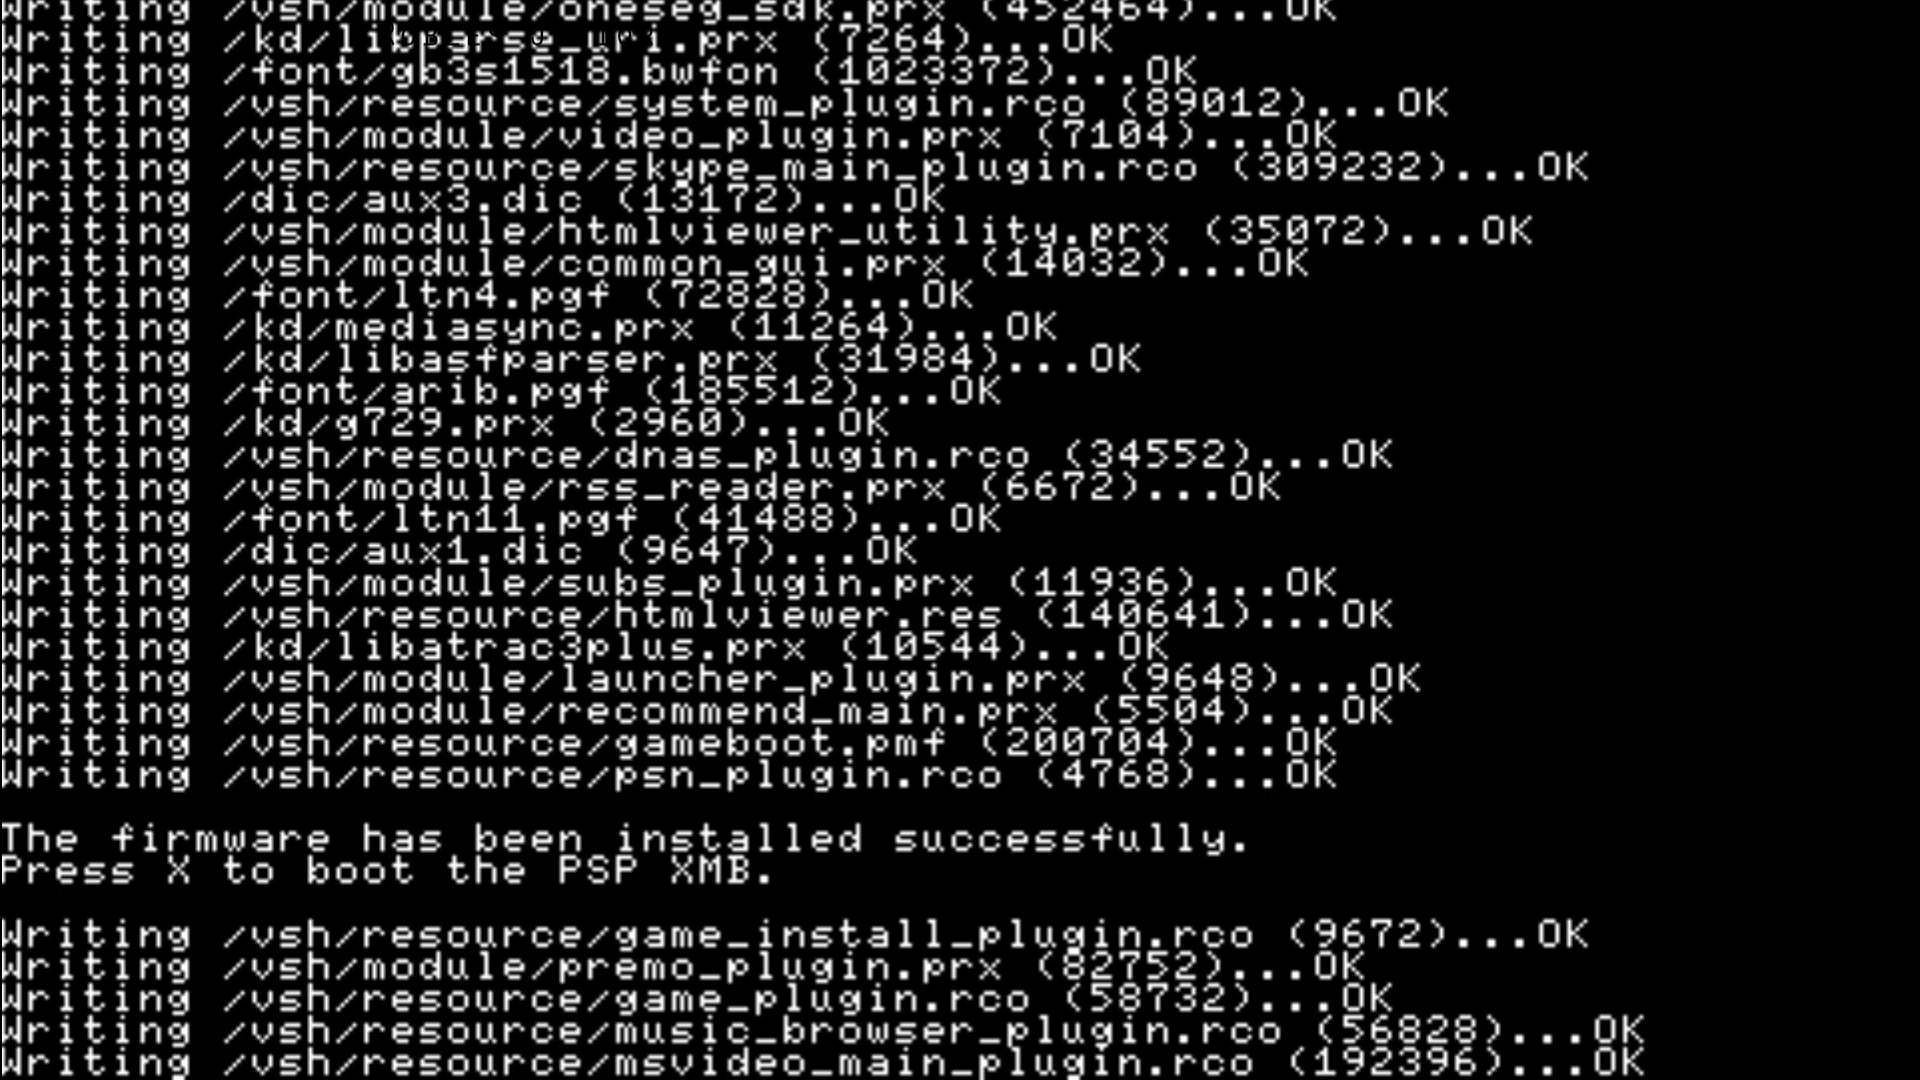 Writing /vsh/module/oneseg_sdk.prx (452464)...OK
Writing /kd/li prx (7264)...OK
Writing /font/gb3s1518.bwfon (1023372)...OK
Writing /vsh/resource/system_plugin.rco (89012)...OK
Writing /vsh/module/video_plugin.prx (7104)...OK
Writing /vsh/resource/skype_main_plugin.rco (309232)...OK
Writing /dic/aux3.dic (13172)...OK
Writing /vsh/module/htmlviewer_utility.prx (35072)...OK
Writing /vsh/module/common_gui.prx (14032)...OK
Writing /font/ltn4.pgf (72828)...OK
Writing /kd/mediasync.prx (11264)...OK
Writing /kd/libasfparser.prx (31984)...OK
Writing /font/arib.pgf (185512)...OK
Writing /kd/g729.prx (2960)...OK
Writing /vsh/resource/dnas_plugin.rco (34552)...OK
Writing /vsh/module/rss_reader.prx (6672)...OK
Writing /font/ltn11.pgf (41488)...OK
Writing /dic/aux1.dic (9647)...OK
Writing /vsh/module/subs_plugin.prx (11936)...OK
Writing /vsh/resource/htmlviewer.res (140641)...OK
Writing /kd/libatrac3plus.prx (10544)...OK
Writing /vsh/module/launcher_plugin.prx (9648)...OK
Writing /vsh/module/recommend_main.prx (5504)...OK
Writing /vsh/resource/gameboot.pmf (200704)...OK
Writing /vsh/resource/psn_plugin.rco (4768)...OK
The firmware has been installed successfully.
Press X to boot the PSP XMB.
Writing /vsh/resource/game_install_plugin.rco (9672)...OK
Writing /vsh/module/premo_plugin.prx (82752)...OK
Writing /vsh/resource/game_plugin.rco (58732)...OK
Writing /vsh/resource/music_browser_plugin.rco (56828)...OK
Writing /vsh/resource/msvideo_main_plugin.rco (192396)...OK